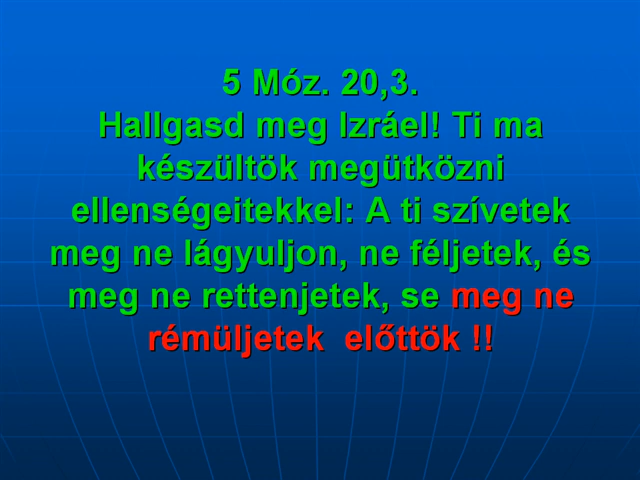 5 Móz. 20,3.
Hallgasd meg Izráel! Ti ma
készültök megütközni
ellenségeitekkel: A ti szívetek
meg ne lágyuljon, ne féljetek, és
meg ne rettenjetek, se meg ne
rémüljetek  előttök !!